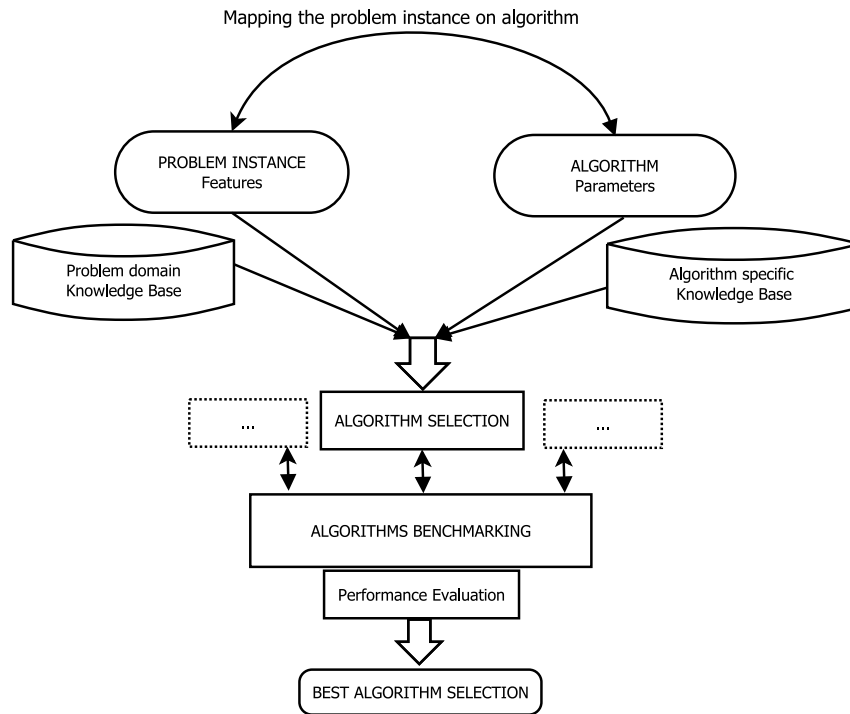 Mapping the problem instance on algorithm
PROBLEM INSTANCE
Features
ALGORITHM
Parameters
Problem domain
Knowledge Base
Algorithm specific
Knowledge Base
...
ALGORITHM SELECTION
...
ALGORITHMS BENCHMARKING
Performance Evaluation
BEST ALGORITHM SELECTION